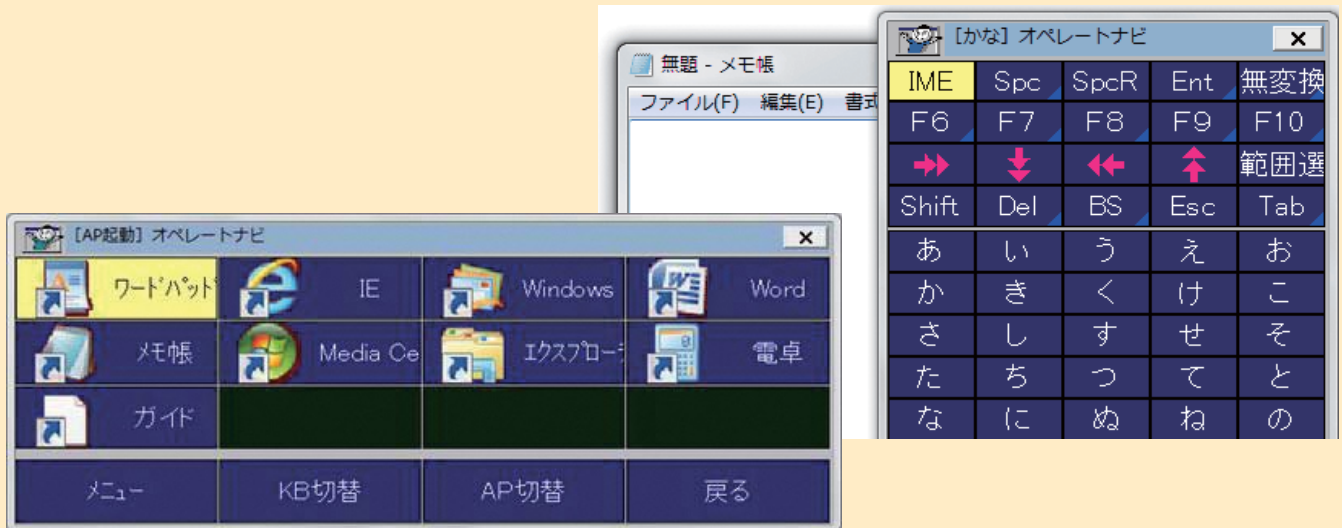 無題 - メモ帳
ファイル(F) 編集(E) 書式
[かな] オペレートナビ
IME Spc SpcR Ent 無変換
F6 F7 F8 F9 F10
範囲選
Shift Del BS Esc Tab
あ い う え お
か き く け こ
さ し す せ そ
た ち つ て と
な に ぬ ね の
[AP起動] オペレートナビ
ワードパッド IE Windows Word
メモ帳 Media Ce エクスプローラ 電卓
ガイド
メニュー KB切替 AP切替 戻る